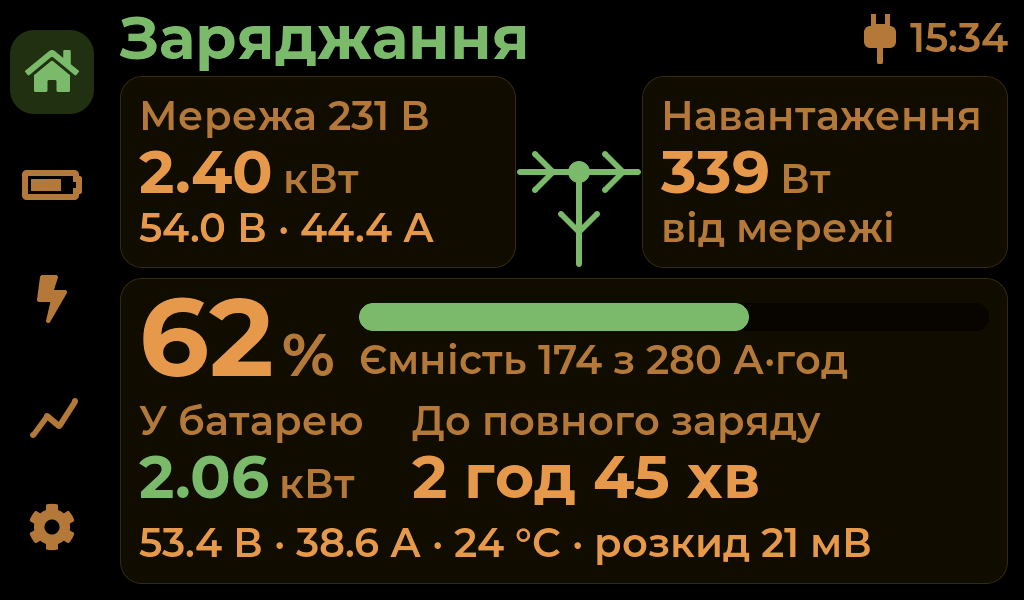 Заряджання
15:34
Мережа 231 В
2.40 кВт
54.0 В · 44.4 А
Навантаження
339 Вт
від мережі
62 %
Ємність 174 з 280 А·год
У батарею
2.06 кВт
До повного заряду
2 год 45 хв
53.4 В · 38.6 А · 24 °C · розкид 21 мВ